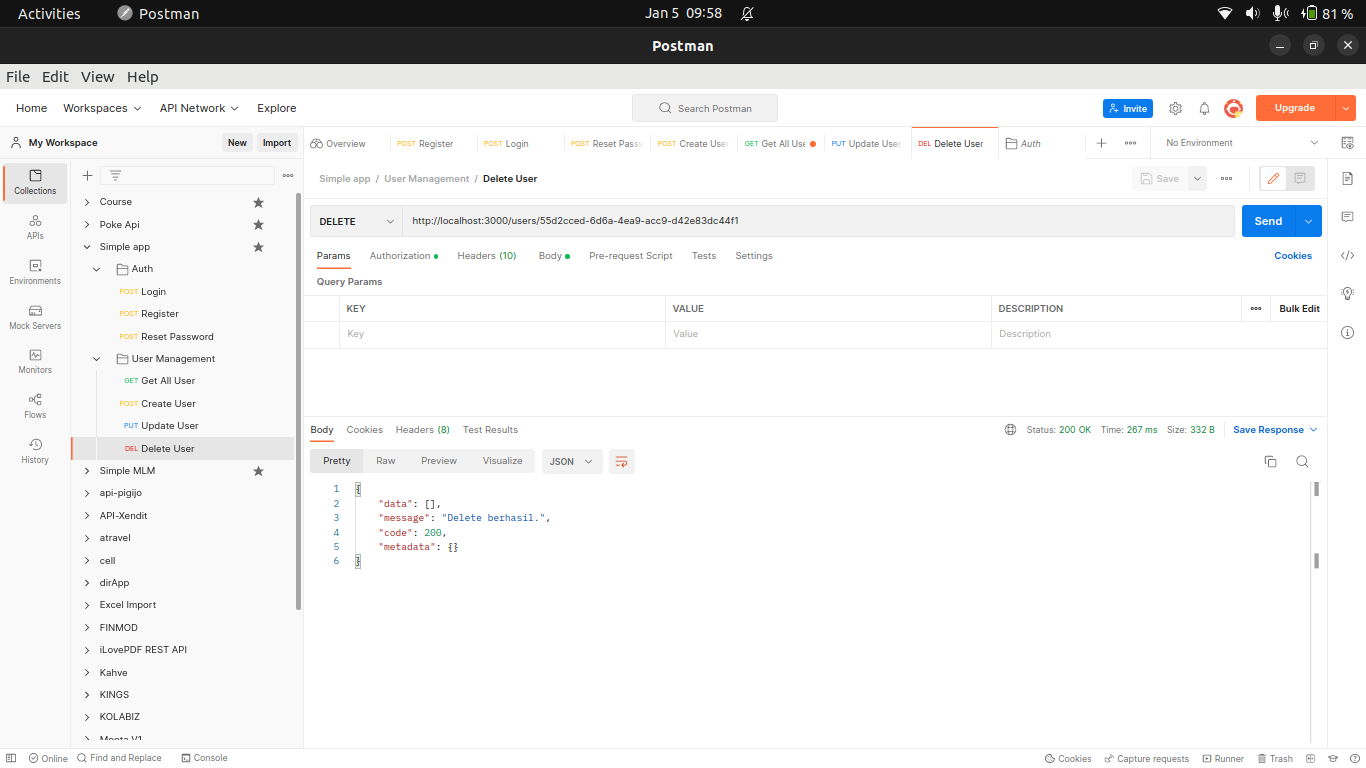 Activities Postman Jan 5 09:58 81 %
Postman
File Edit View Help
Home Workspaces API Network Explore Search Postman Invite Upgrade
My Workspace New Import
Overview POST Register POST Login POST Reset Passw POST Create User GET All Use PUT Update User DEL Delete User Auth No Environment
Collections
APIs
Environments
Mock Servers
Monitors
Flows
History
Course
Poke Api
Simple app
Auth
POST Login
POST Register
POST Reset Password
User Management
GET Get All User
POST Create User
PUT Update User
DEL Delete User
Simple MLM
api-pigijo
API-Xendit
atravel
cell
dirApp
Excel Import
FINMOD
iLovePDF REST API
Kahve
KINGS
KOLABIZ
Simple app / User Management / Delete User Save
DELETE http://localhost:3000/users/55d2cced-6d6a-4ea9-acc9-d42e83dc44f1 Send
Params Authorization Headers (10) Body Pre-request Script Tests Settings Cookies
Query Params
KEY VALUE DESCRIPTION Bulk Edit
Key Value Description
Body Cookies Headers (8) Test Results Status: 200 OK Time: 267 ms Size: 332 B Save Response
Pretty Raw Preview Visualize JSON
1 {
2 "data": [],
3 "message": "Delete berhasil.",
4 "code": 200,
5 "metadata": {}
6 }
Online Find and Replace Console Cookies Capture requests Runner Trash